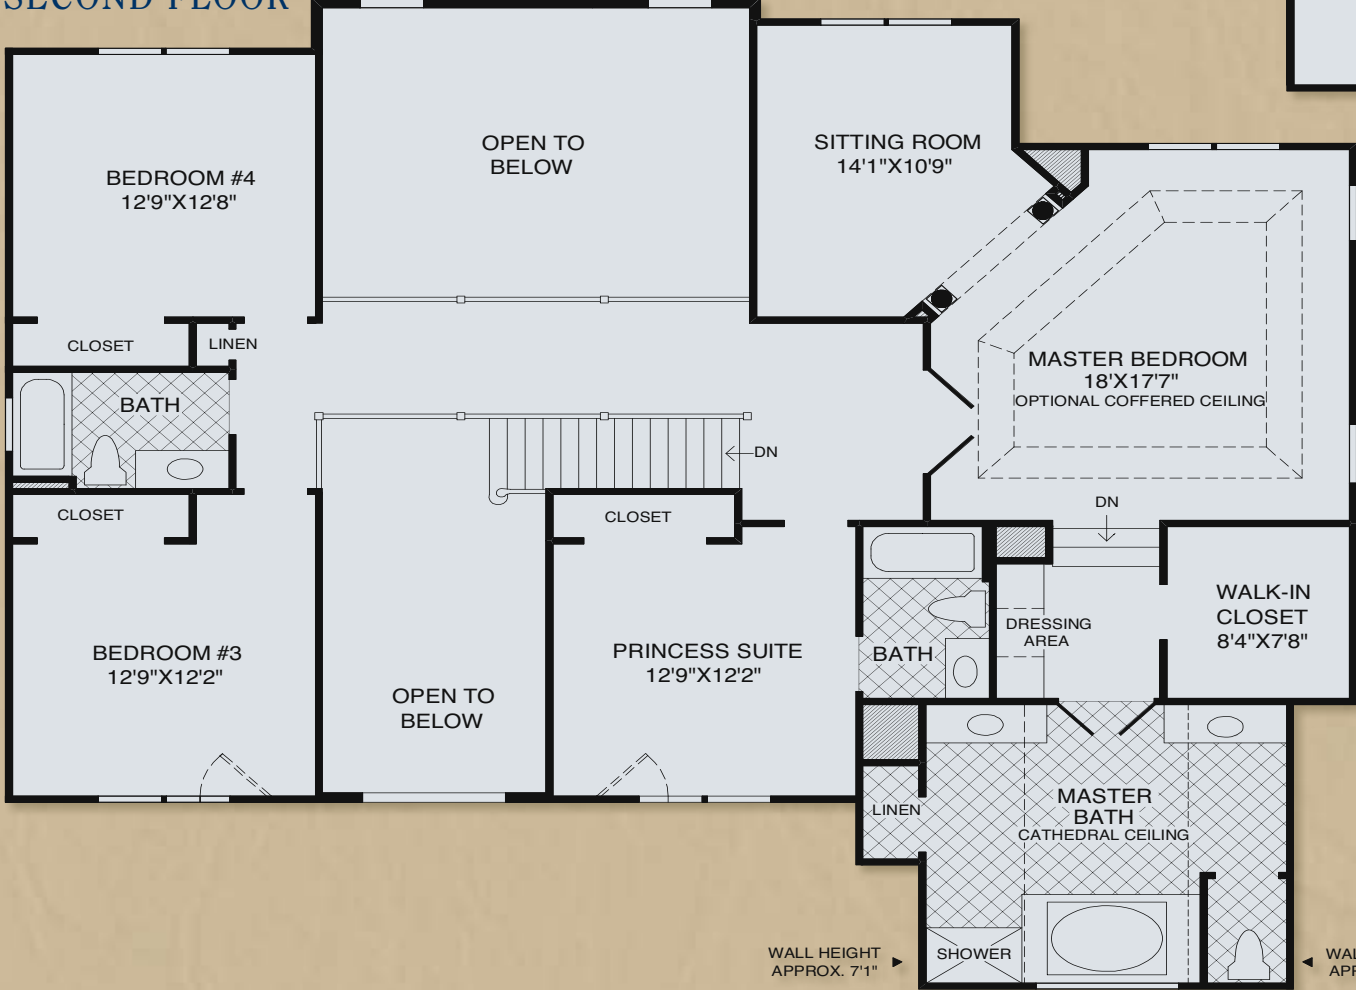 SECOND FLOOR
BEDROOM #4
12'9"X12'8"
OPEN TO
BELOW
SITTING ROOM
14'1"X10'9"
CLOSET
LINEN
BATH
MASTER BEDROOM
18'X17'7"
OPTIONAL COFFERED CEILING
DN
CLOSET
CLOSET
DN
BEDROOM #3
12'9"X12'2"
OPEN TO
BELOW
PRINCESS SUITE
12'9"X12'2"
BATH
DRESSING
AREA
WALK-IN
CLOSET
8'4"X7'8"
LINEN
MASTER
BATH
CATHEDRAL CEILING
SHOWER
WALL HEIGHT
APPROX. 7'1"